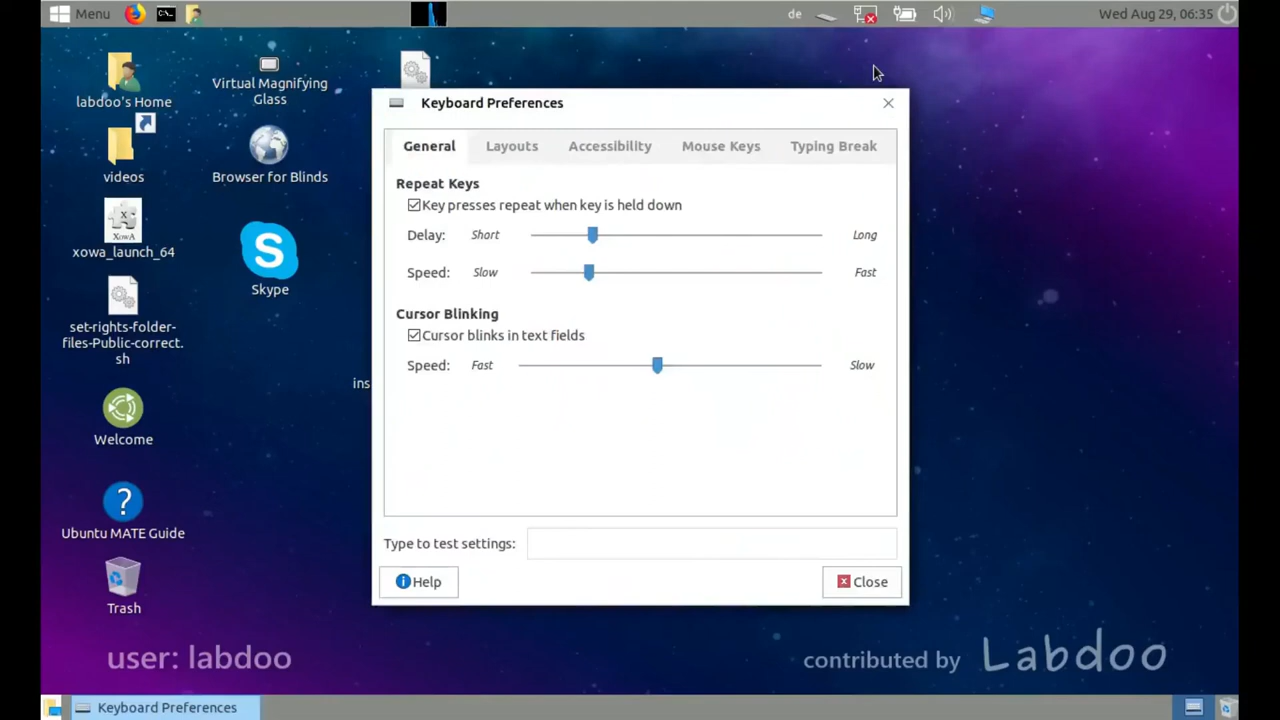 Menu
de
Wed Aug 29, 06:35
labdoo's Home
Virtual Magnifying
Glass
videos
Browser for Blinds
X
XOWA
xowa_launch_64
Skype
set-rights-folder-
files-Public-correct.
sh
ins
Welcome
Ubuntu MATE Guide
Trash
Keyboard Preferences
General Layouts Accessibility Mouse Keys Typing Break
Repeat Keys
Key presses repeat when key is held down
Delay: Short Long
Speed: Slow Fast
Cursor Blinking
Cursor blinks in text fields
Speed: Fast Slow
Type to test settings:
Help Close
user: labdoo
contributed by Labdoo
Keyboard Preferences